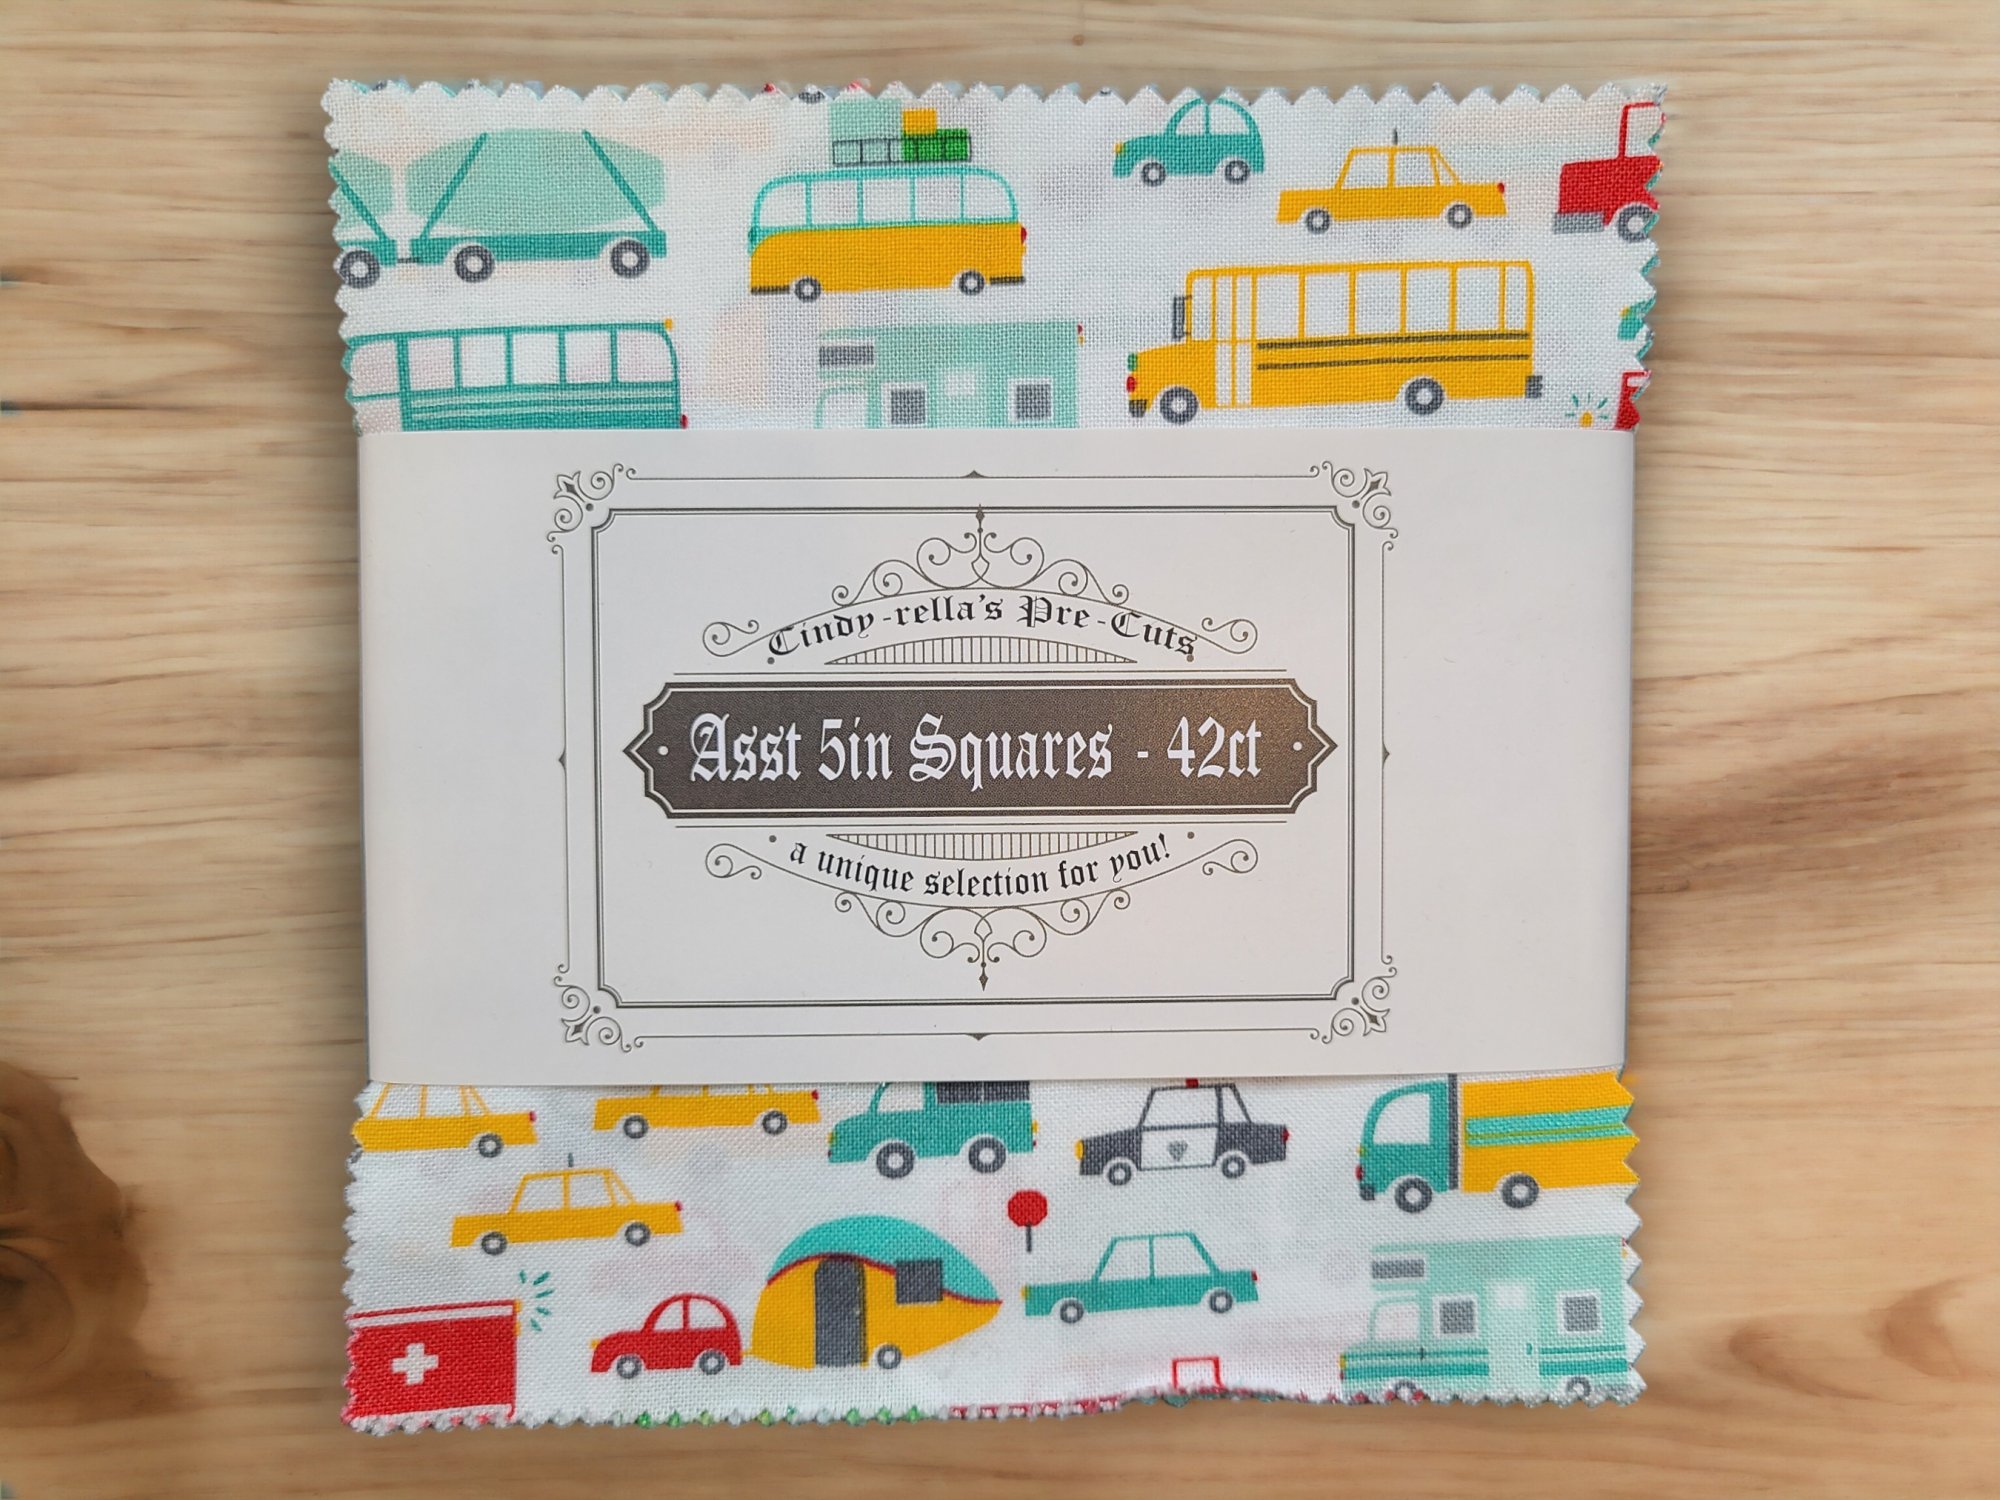 Cindy-rella's Pre-Cuts
Asst 5in Squares - 42ct
a unique selection for you!